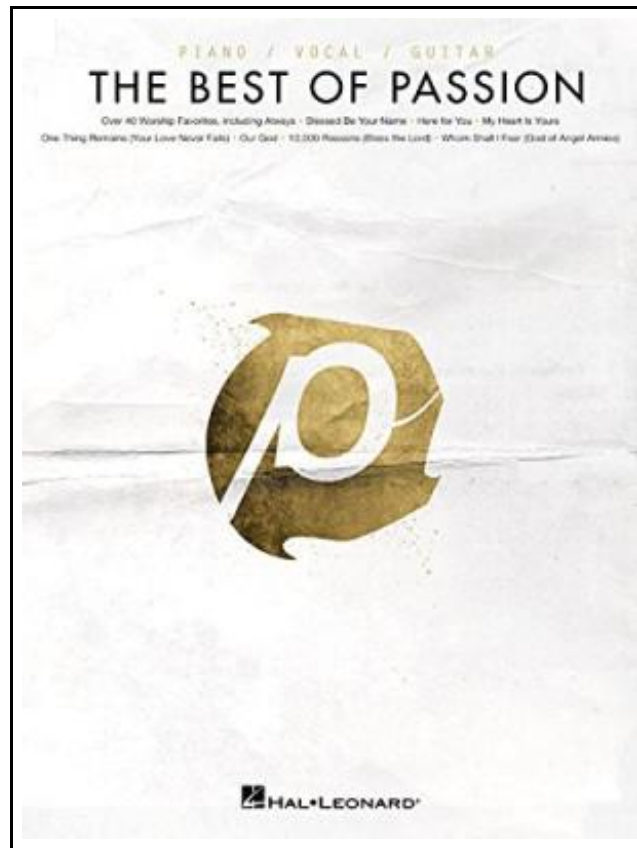 PIANO / VOCAL / GUITAR
THE BEST OF PASSION
Over 40 Worship Favorites, Including Always · Blessed Be Your Name · Here for You · My Heart Is Yours
One Thing Remains (Your Love Never Fails) · Our God · 10,000 Reasons (Bless the Lord) · Whom Shall I Fear (God of Angel Armies)
p
HAL•LEONARD®